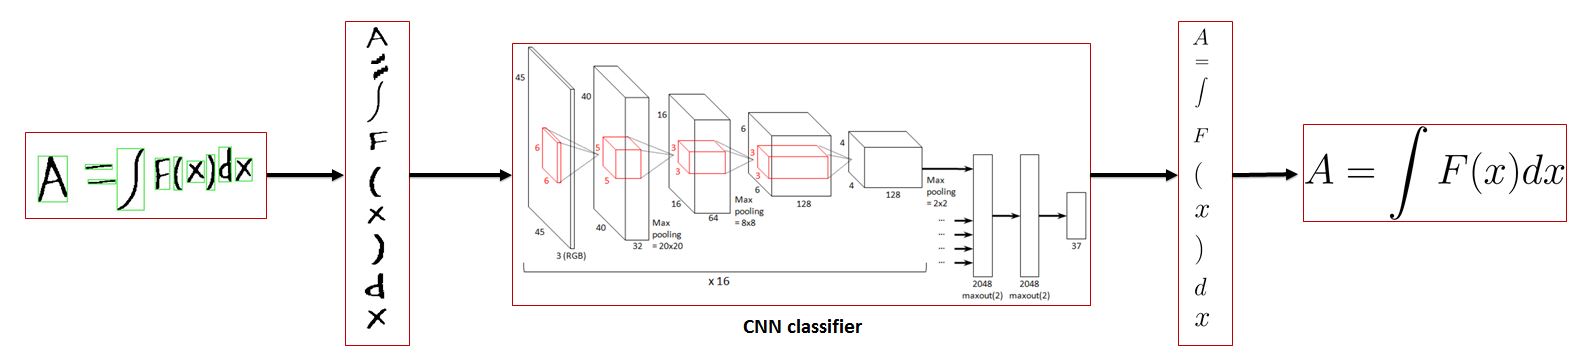 A = ∫ F(x)dx
A
=
∫
F
(
x
)
d
x
45
45
3 (RGB)
6
6
40
40
32
5
5
Max
pooling
= 20x20
16
16
64
3
3
Max
pooling
= 8x8
6
6
128
3
3
4
4
128
Max
pooling
= 2x2
...
...
...
...
x 16
2048
maxout(2)
2048
maxout(2)
37
CNN classifier
A
=
∫
F
(
x
)
d
x
A = ∫ F(x)dx